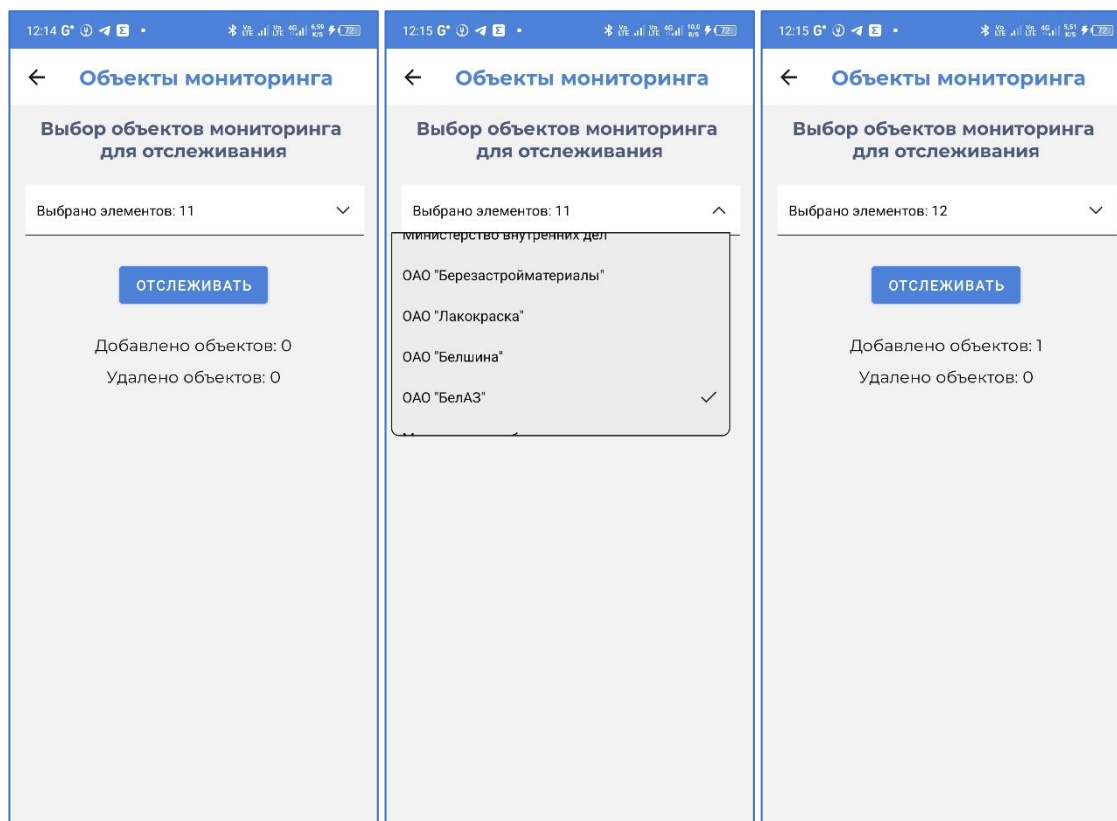 12:14
72
Объекты мониторинга
Выбор объектов мониторинга
для отслеживания
Выбрано элементов: 11
ОТСЛЕЖИВАТЬ
Добавлено объектов: 0
Удалено объектов: 0
12:15
72
Объекты мониторинга
Выбор объектов мониторинга
для отслеживания
Выбрано элементов: 11
Министерство внутренних дел
ОАО "Березастройматериалы"
ОАО "Лакокраска"
ОАО "Белшина"
ОАО "БелАЗ"
12:15
72
Объекты мониторинга
Выбор объектов мониторинга
для отслеживания
Выбрано элементов: 12
ОТСЛЕЖИВАТЬ
Добавлено объектов: 1
Удалено объектов: 0